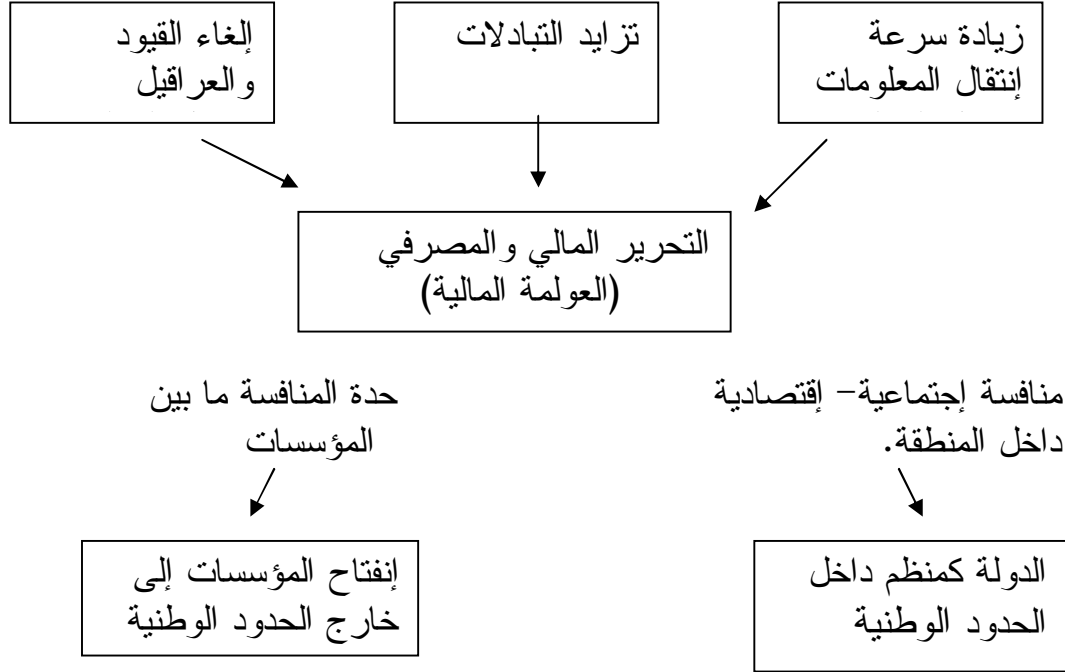 زيادة سرعة
إنتقال المعلومات
تزايد التبادلات
إلغاء القيود
والعراقيل
التحرير المالي والمصرفي
(العولمة المالية)
منافسة إجتماعية– إقتصادية
داخل المنطقة.
حدة المنافسة ما بين
المؤسسات
الدولة كمنظم داخل
الحدود الوطنية
إنفتاح المؤسسات إلى
خارج الحدود الوطنية